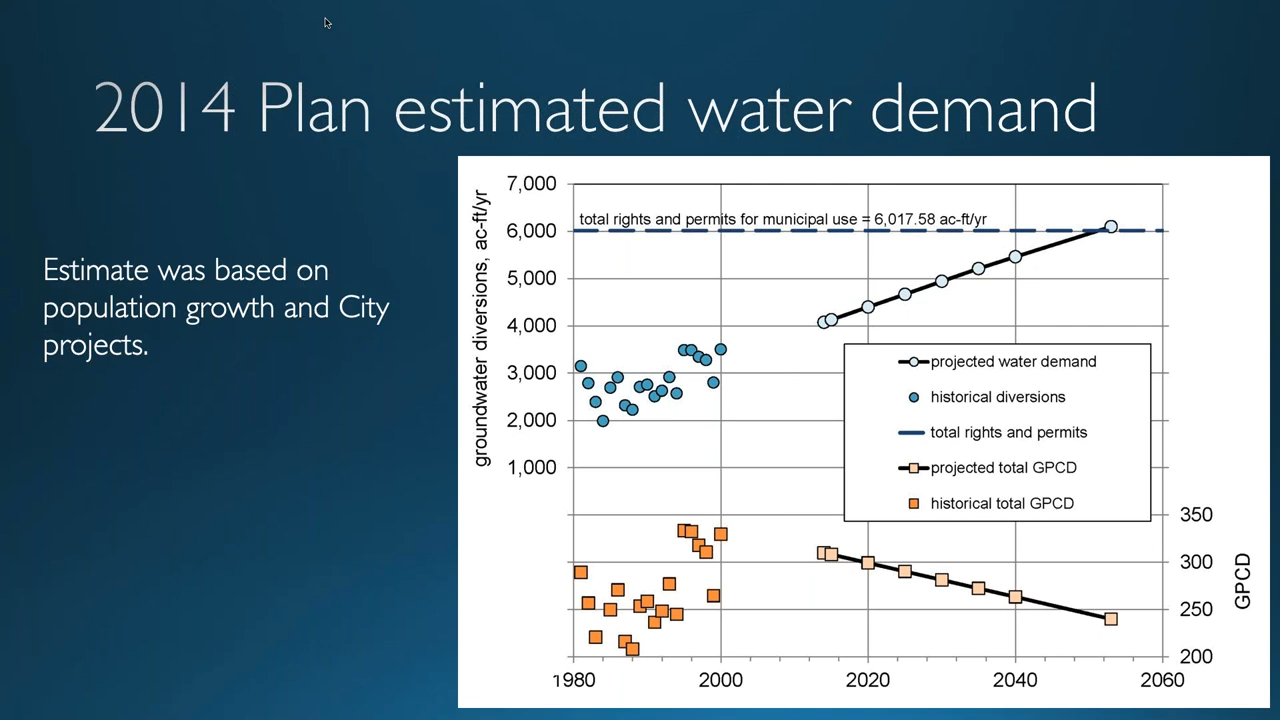 2014 Plan estimated water demand
Estimate was based on
population growth and City
projects.
groundwater diversions, ac-ft/yr
7,000
6,000
5,000
4,000
3,000
2,000
1,000
total rights and permits for municipal use = 6,017.58 ac-ft/yr
projected water demand
historical diversions
total rights and permits
projected total GPCD
historical total GPCD
350
300
250
200
GPCD
1980 2000 2020 2040 2060